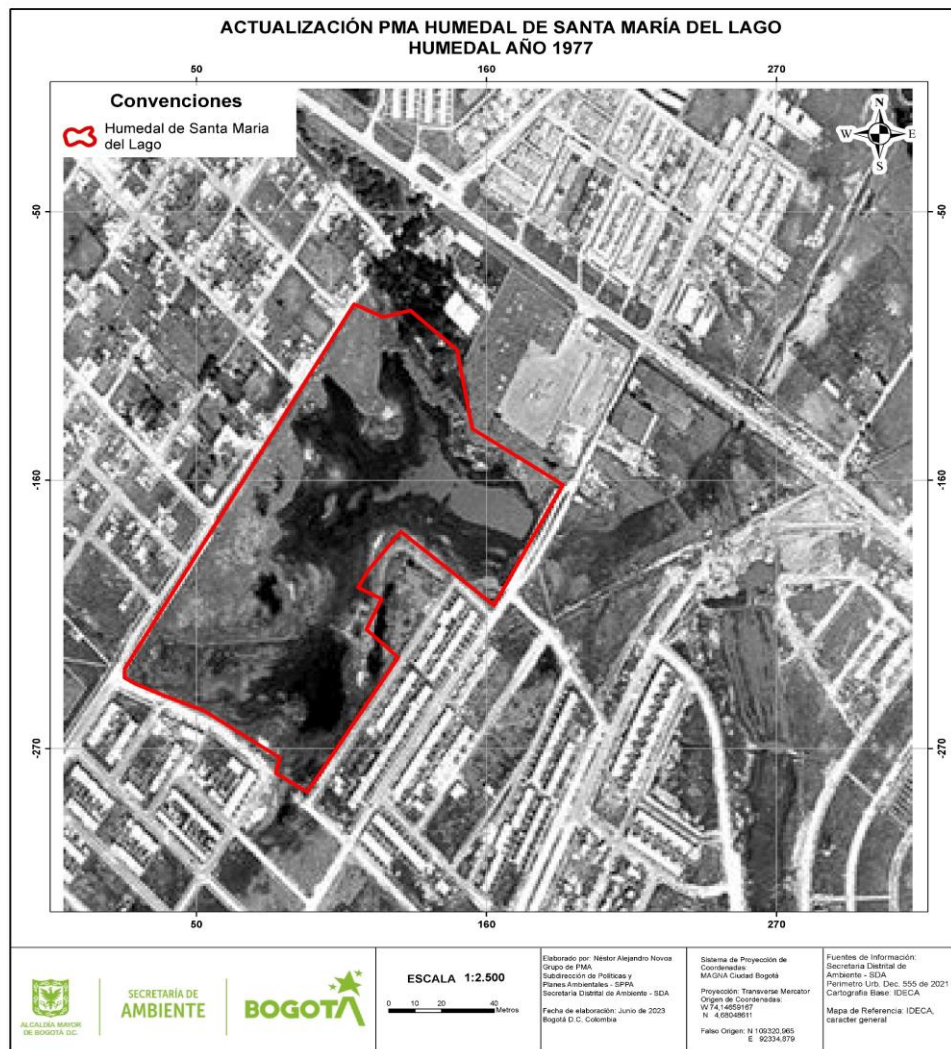 ACTUALIZACIÓN PMA HUMEDAL DE SANTA MARÍA DEL LAGO
HUMEDAL AÑO 1977
50
160
270
Convenciones
Humedal de Santa Maria
del Lago
N
W
E
S
-50
-50
-160
-160
-270
-270
50
160
270
ALCALDÍA MAYOR
DE BOGOTÁ D.C.
SECRETARÍA DE
AMBIENTE
BOGOTÁ
ESCALA 1:2.500
0 10 20 40
Metros
Elaborado por: Néstor Alejandro Novoa
Grupo de PMA
Subdirección de Políticas y
Planes Ambientales - SPPA
Secretaría Distrital de Ambiente - SDA
Fecha de elaboración: Junio de 2023
Bogotá D.C. Colombia
Sistema de Proyección de
Coordenadas:
MAGNA Ciudad Bogotá
Proyección: Transverse Mercator
Origen de Coordenadas:
W 74,14659167
N 4,68048611
Falso Origen: N 109320,965
E 92334,879
Fuentes de Información:
Secretaria Distrital de
Ambiente - SDA
Perimetro Urb. Dec. 555 de 2021
Cartografia Base: IDECA
Mapa de Referencia: IDECA,
caracter general